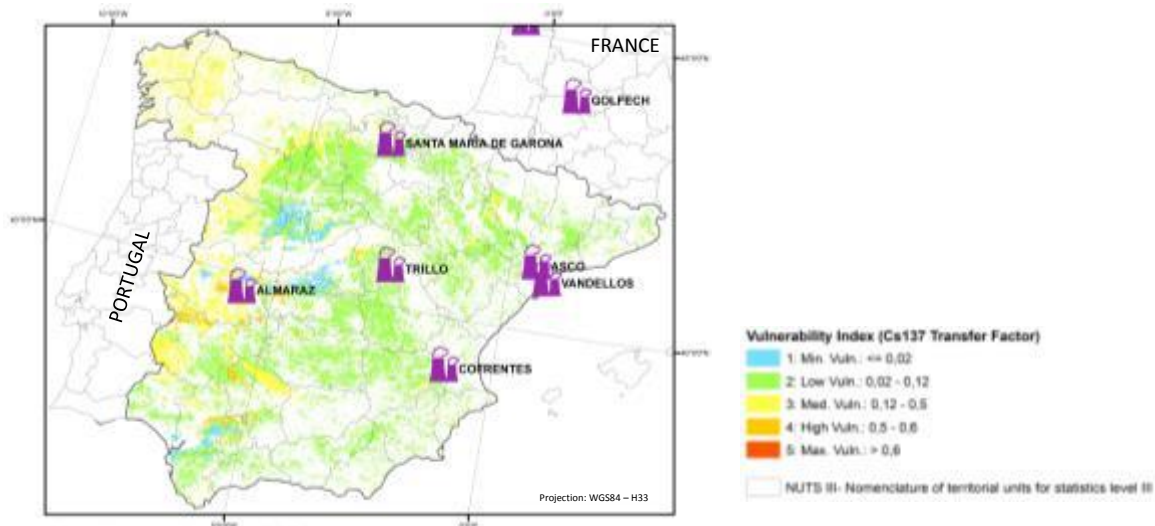 FRANCE
GOLFECH
SANTA MARIA DE GARONA
PORTUGAL
TRILLO
ASCO
VANDELLOS
ALMARAZ
COFRENTES
Projection: WGS84 – H33
Vulnerability Index (Cs137 Transfer Factor)
1: Min. Vuln.: <= 0,02
2: Low Vuln.: 0,02 - 0,12
3: Med. Vuln.: 0,12 - 0,5
4: High Vuln.: 0,5 - 0,6
5: Max. Vuln.: > 0,6
NUTS III- Nomenclature of territorial units for statistics level III